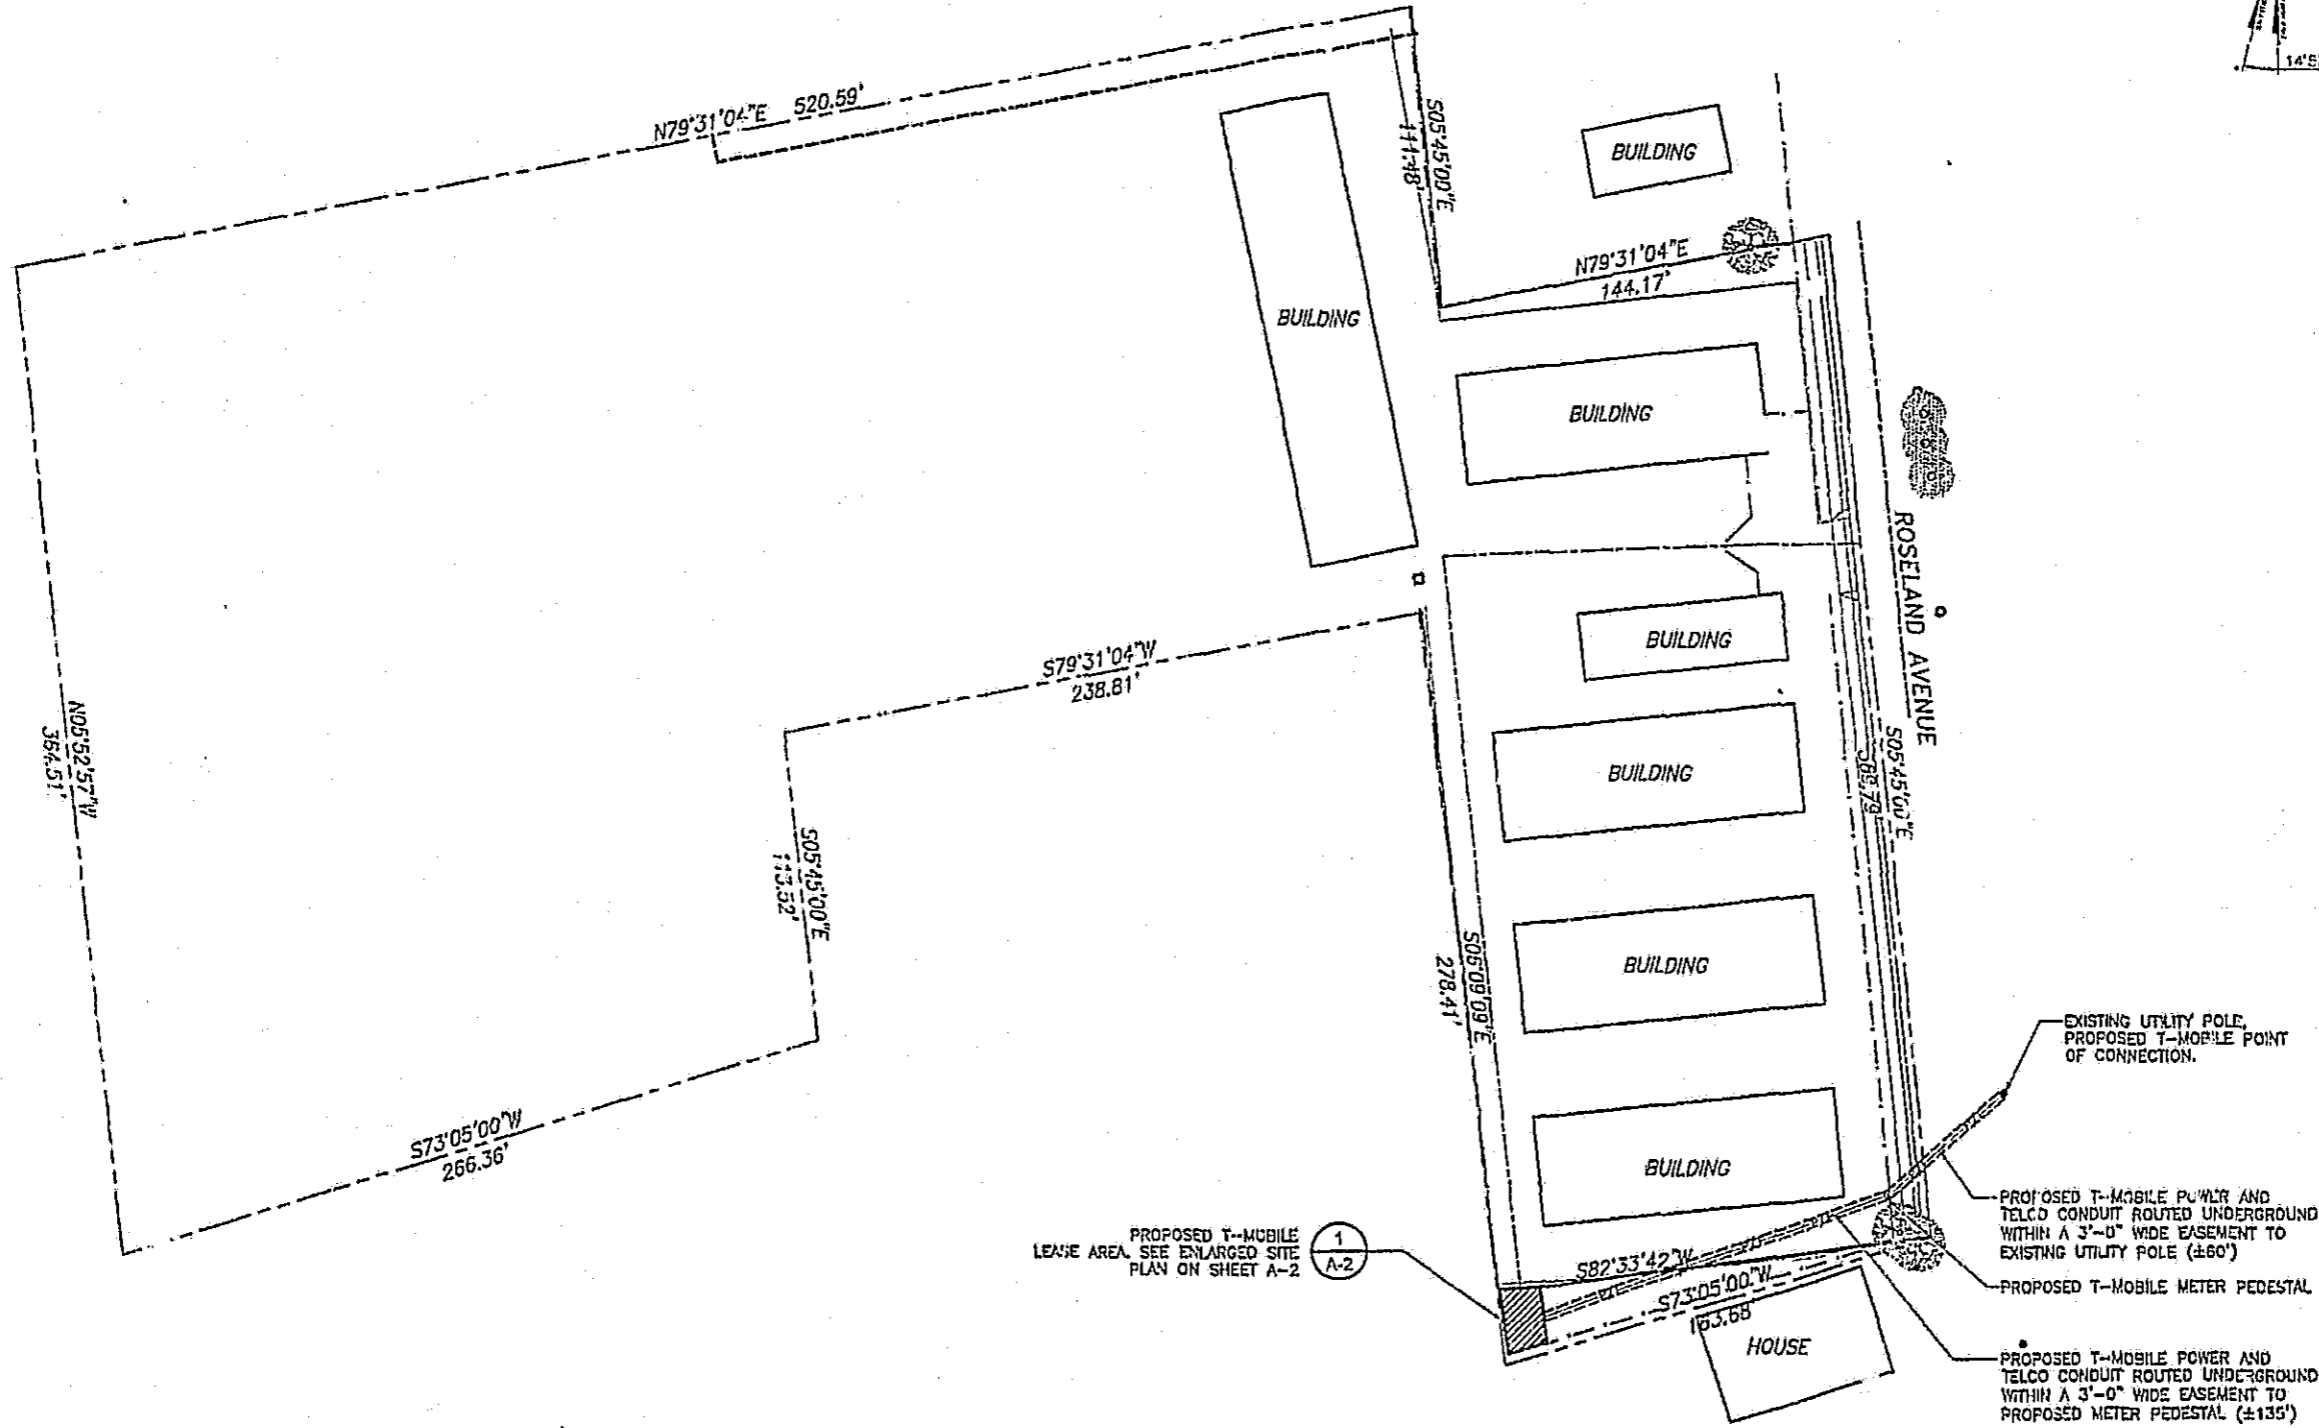 14°5
N79°31'04"E 520.59'
S05°45'00"E
111.48'
BUILDING
N79°31'04"E
144.17'
BUILDING
BUILDING
ROSELAND AVENUE
BUILDING
S79°31'04"W
238.81'
N05°52'57"W
364.51'
S05°45'00"E
BUILDING
S05°45'00"E
113.52'
BUILDING
S05°09'09"E
278.41'
EXISTING UTILITY POLE,
PROPOSED T-MOBILE POINT
OF CONNECTION.
S73°05'00"W
266.36'
BUILDING
PROPOSED T-MOBILE POWER AND
TELCO CONDUIT ROUTED UNDERGROUND
WITHIN A 3'-0" WIDE EASEMENT TO
EXISTING UTILITY POLE (±60')
PROPOSED T-MOBILE
LEASE AREA. SEE ENLARGED SITE
PLAN ON SHEET A-2
1
A-2
S82°33'42"W
S73°05'00"W
163.68'
PROPOSED T-MOBILE METER PEDESTAL
HOUSE
PROPOSED T-MOBILE POWER AND
TELCO CONDUIT ROUTED UNDERGROUND
WITHIN A 3'-0" WIDE EASEMENT TO
PROPOSED METER PEDESTAL (±135')